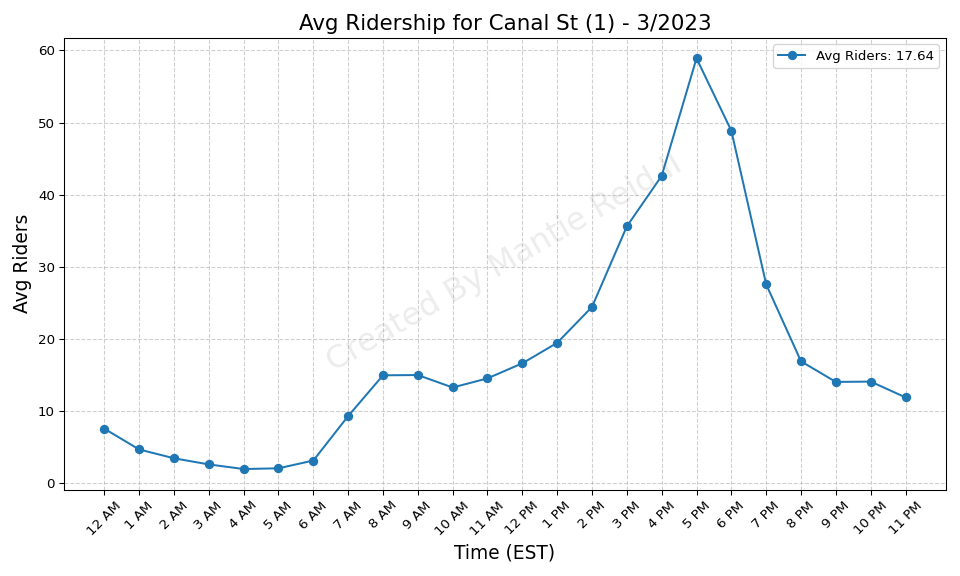 Avg Ridership for Canal St (1) - 3/2023
Avg Riders: 17.64
60
50
40
30
20
10
0
Avg Riders
Created By Mantle Reid II
12 AM
1 AM
2 AM
3 AM
4 AM
5 AM
6 AM
7 AM
8 AM
9 AM
10 AM
11 AM
12 PM
1 PM
2 PM
3 PM
4 PM
5 PM
6 PM
7 PM
8 PM
9 PM
10 PM
11 PM
Time (EST)